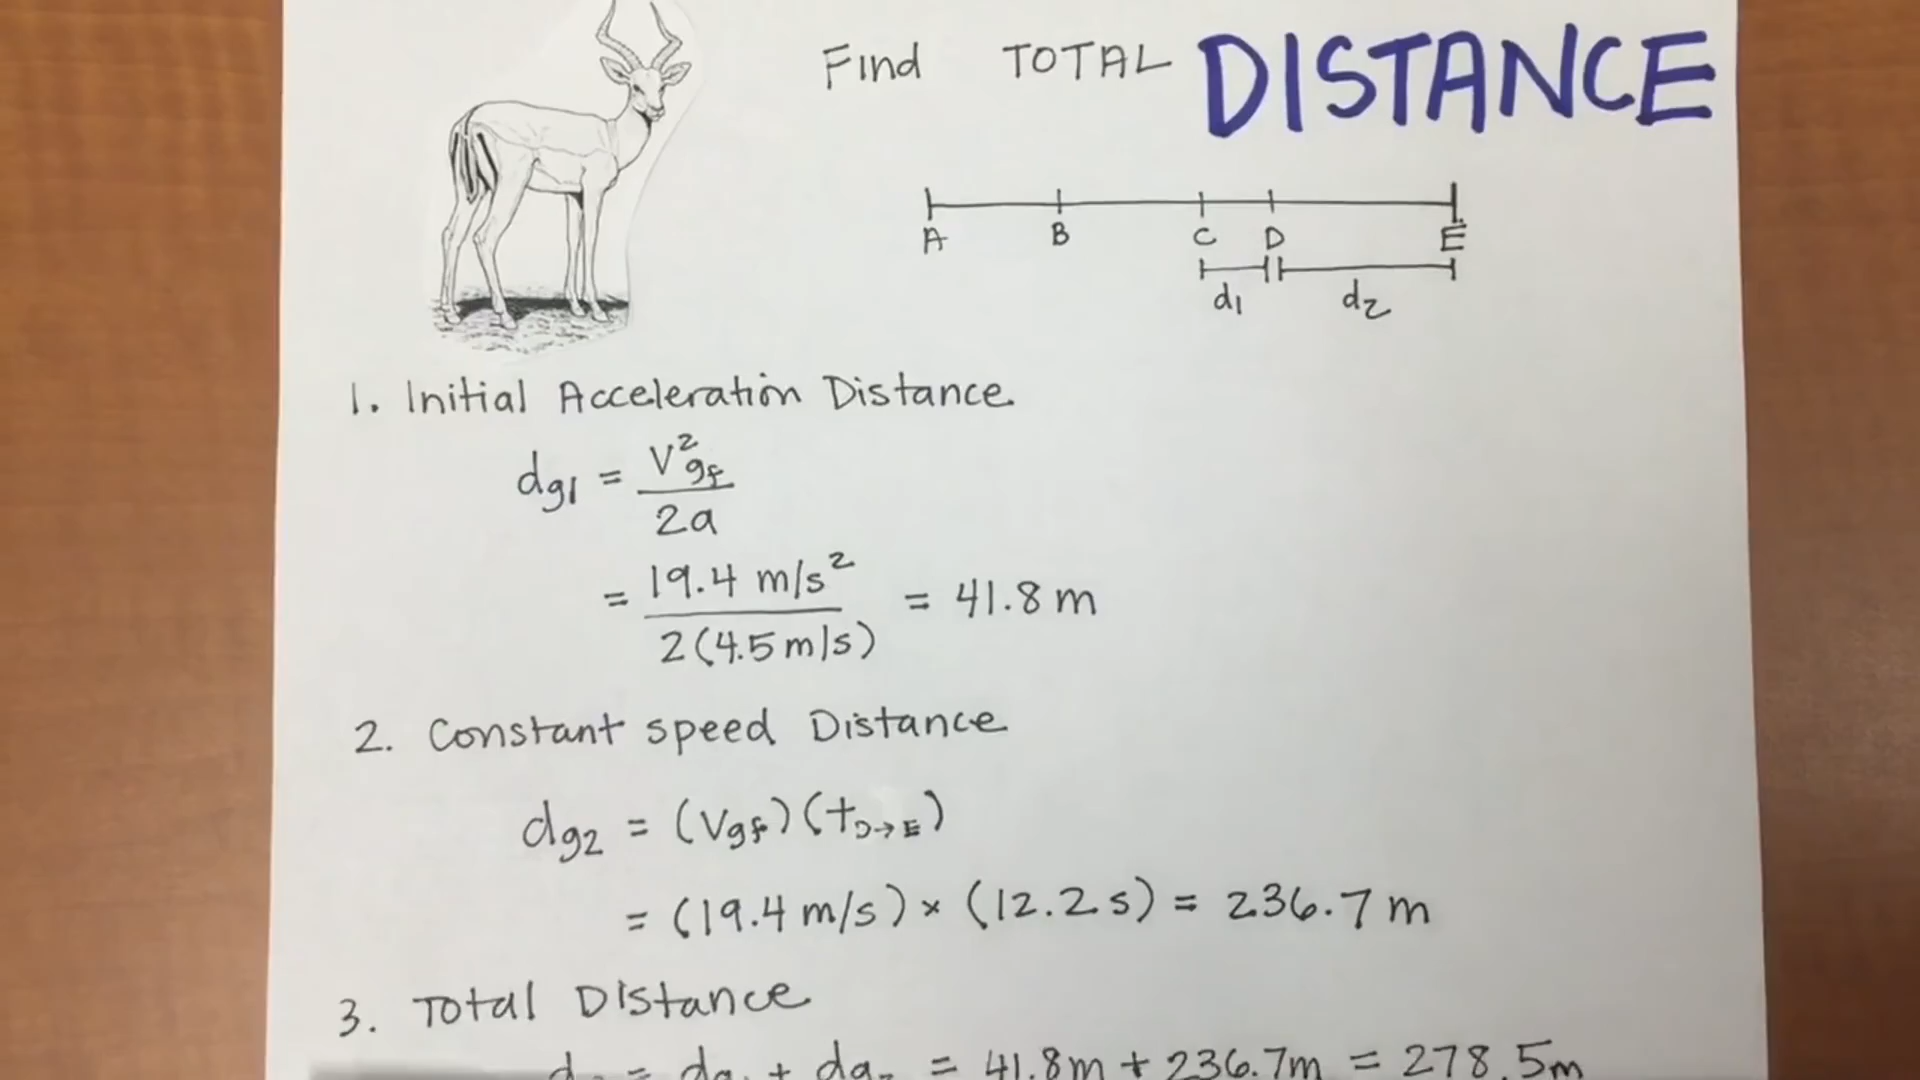 Find TOTAL DISTANCE
A B C D E
d1 d2
1. Initial Acceleration Distance
dg1 = V²gf / 2a
= 19.4 m/s² / 2(4.5 m/s) = 41.8 m
2. Constant speed Distance
dg2 = (Vgf)(tD→E)
= (19.4 m/s) × (12.2 s) = 236.7 m
3. Total Distance
= dg1 + dg2 = 41.8m + 236.7m = 278.5m